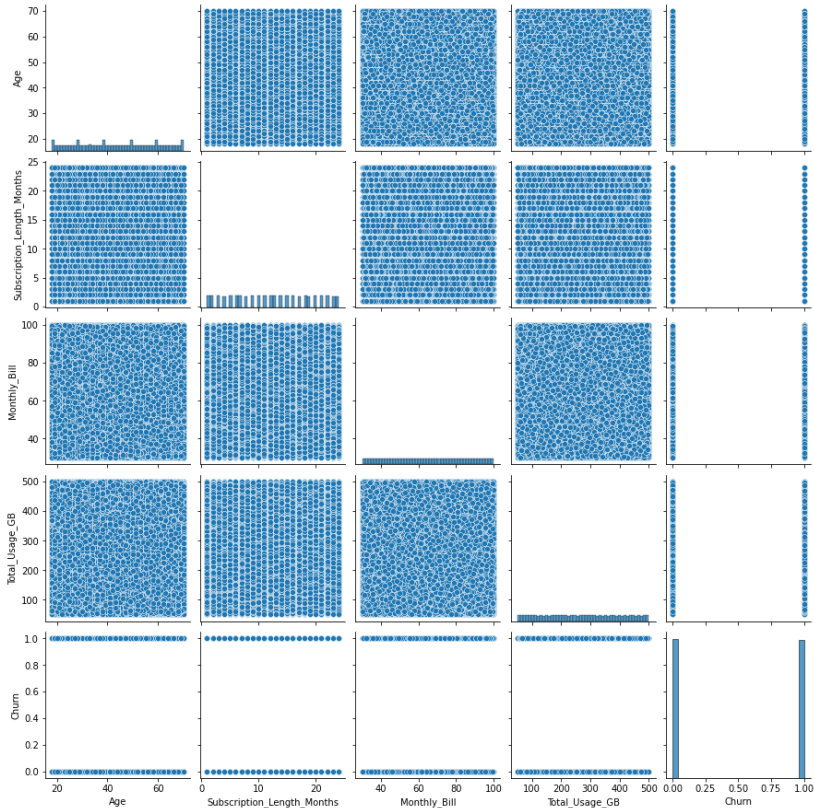 70
60
50
40
30
20
Age
25
20
15
10
5
0
Subscription_Length_Months
100
80
60
40
Monthly_Bill
500
400
300
200
100
Total_Usage_GB
1.0
0.8
0.6
0.4
0.2
0.0
Churn
20 40 60
Age
0 10 20
Subscription_Length_Months
40 60 80 100
Monthly_Bill
100 200 300 400 500
Total_Usage_GB
0.00 0.25 0.50 0.75 1.00
Churn